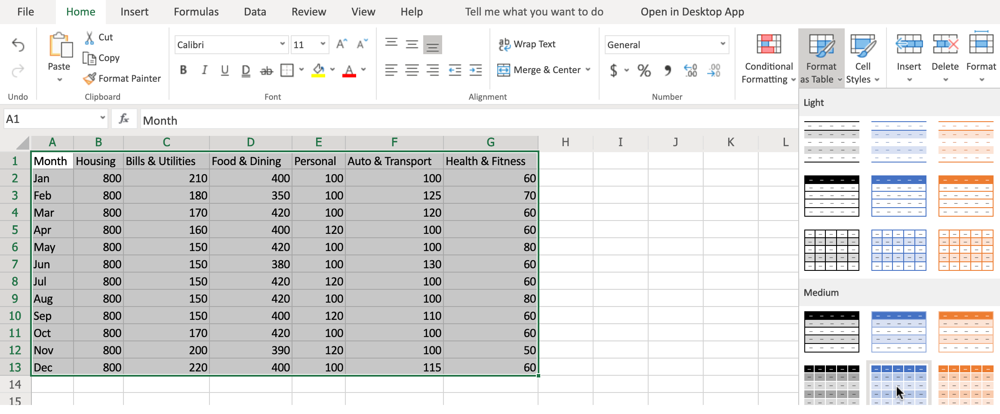 File Home Insert Formulas Data Review View Help Tell me what you want to do Open in Desktop App
Cut
Copy
Format Painter
Paste
Undo
Clipboard
Calibri 11
B I U D ab
A
Font
ab
c
Wrap Text
Merge & Center
Alignment
General
$ % 9 0 .00 .00 0
Number
Conditional
Formatting
Format
as Table
Cell
Styles
Insert
Delete
Format
A1 fx Month
Light
A B C D E F G H I J K L
1 Month Housing Bills & Utilities Food & Dining Personal Auto & Transport Health & Fitness
2 Jan 800 210 400 100 100 60
3 Feb 800 180 350 100 125 70
4 Mar 800 170 420 100 120 60
5 Apr 800 160 400 120 100 60
6 May 800 150 420 100 100 80
7 Jun 800 150 380 100 130 60
8 Jul 800 150 420 120 100 60
9 Aug 800 150 420 100 100 80
10 Sep 800 150 400 120 110 60
11 Oct 800 170 420 100 100 60
12 Nov 800 200 390 120 100 50
13 Dec 800 220 400 100 115 60
14
15
Medium